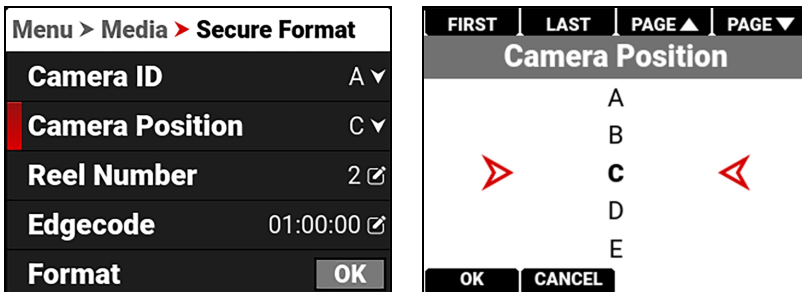 Menu > Media > Secure Format
Camera ID A
Camera Position C
Reel Number 2
Edgecode 01:00:00
Format OK
FIRST LAST PAGE▲ PAGE▼
Camera Position
A
B
C
D
E
OK CANCEL